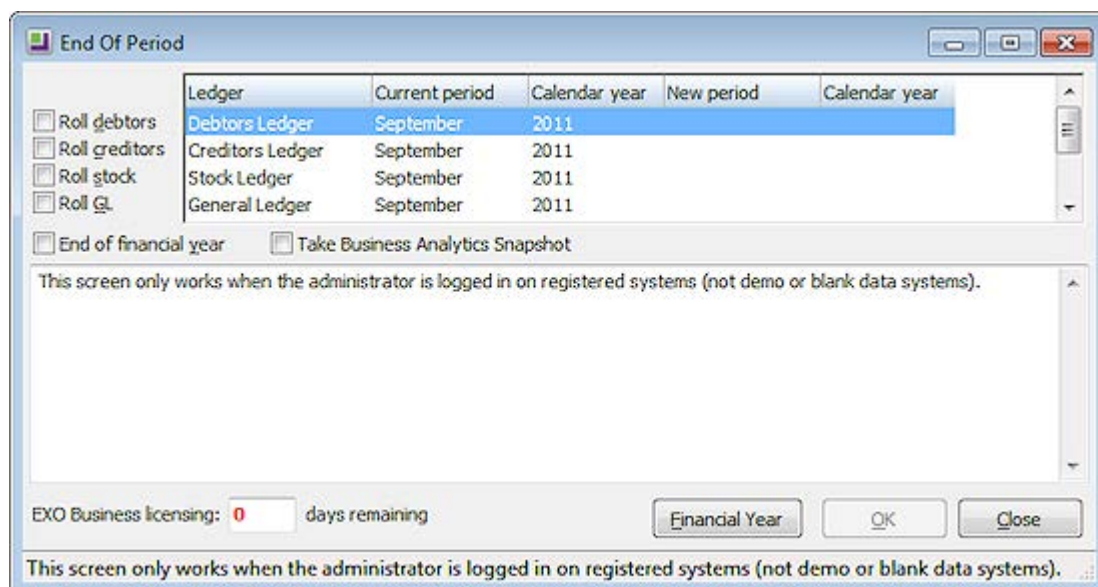 End Of Period
Ledger Current period Calendar year New period Calendar year
Roll debtors Debtors Ledger September 2011
Roll creditors Creditors Ledger September 2011
Roll stock Stock Ledger September 2011
Roll GL General Ledger September 2011
End of financial year Take Business Analytics Snapshot
This screen only works when the administrator is logged in on registered systems (not demo or blank data systems).
EXO Business licensing: 0 days remaining Financial Year OK Close
This screen only works when the administrator is logged in on registered systems (not demo or blank data systems).